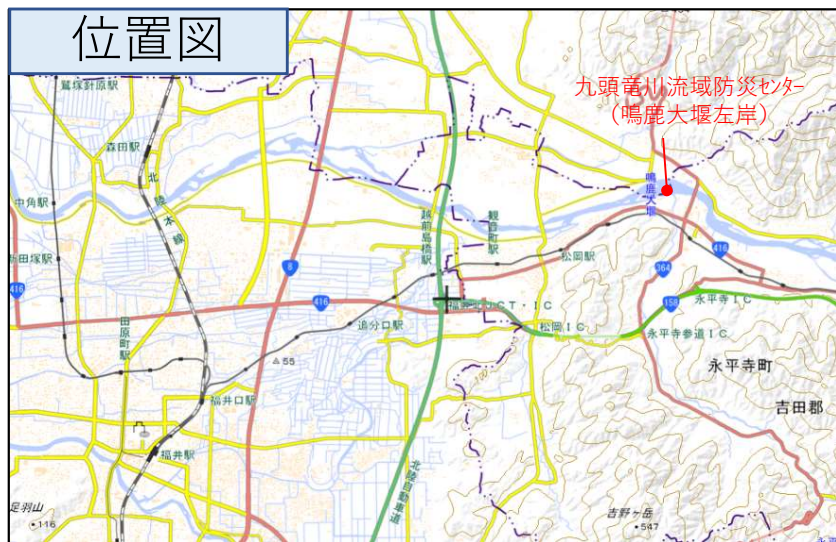 位置図
鷲塚針原駅
九頭竜川流域防災ｾﾝﾀｰ
(鳴鹿大堰左岸)
森田駅
北陸本線
中角駅
鳴鹿大堰
越前島橋駅
観音町駅
新田塚駅
松岡駅
8
416
416
416
364
158
福井北JCT・IC
永平寺IC
田原町駅
追分口駅
松岡IC
永平寺参道IC
55
永平寺町
福井口駅
吉田郡
福井駅
北陸自動車道
足羽山
116
吉野ヶ岳
547